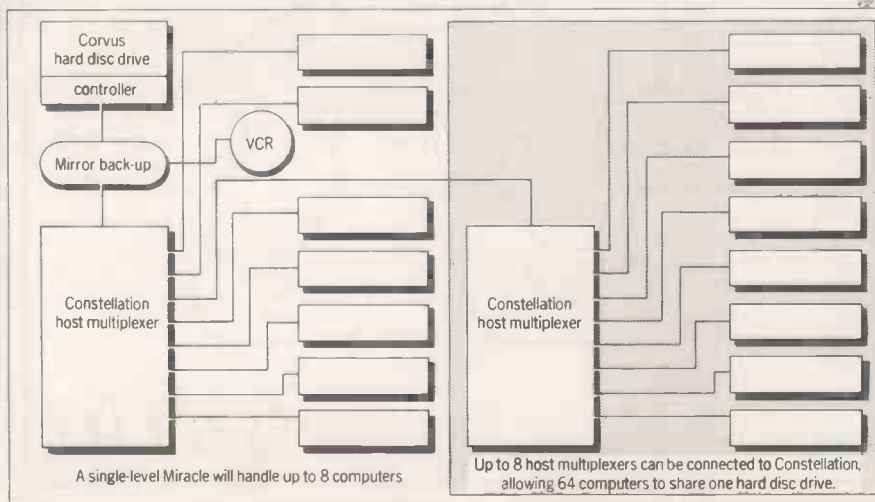 Corvus
hard disc drive
controller
Mirror back-up
VCR
Constellation
host multiplexer
A single-level Miracle will handle up to 8 computers
Constellation
host multiplexer
Up to 8 host multiplexers can be connected to Constellation,
allowing 64 computers to share one hard disc drive.